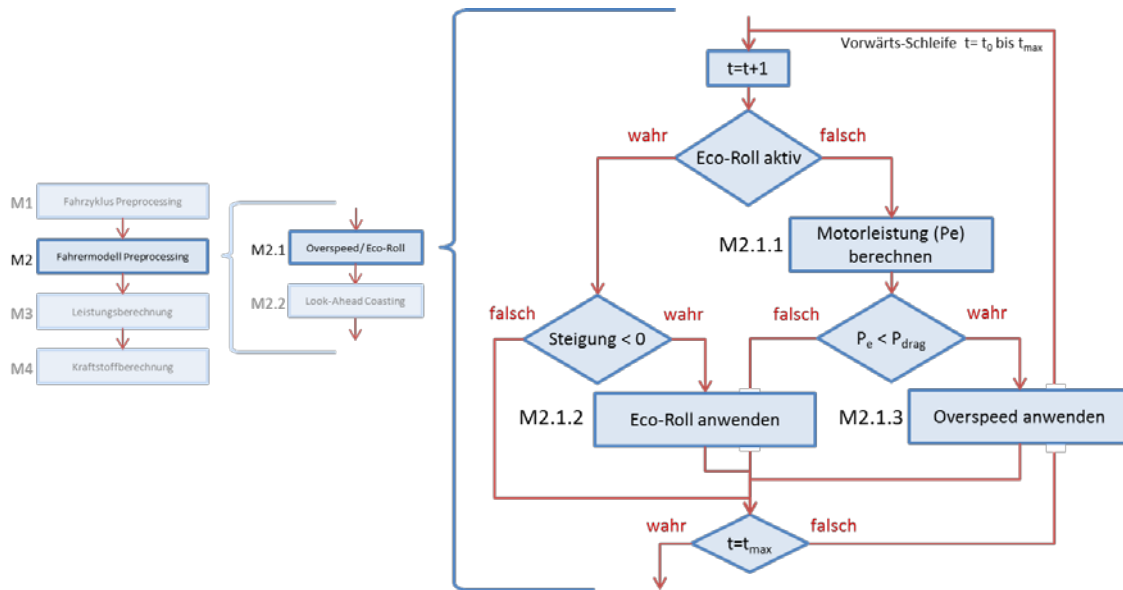 M1
Fahrzyklus Preprocessing
M2
Fahrermodell Preprocessing
M3
Leistungsberechnung
M4
Kraftstoffberechnung
M2.1
Overspeed/ Eco-Roll
M2.2
Look-Ahead Coasting
Vorwärts-Schleife t= t0 bis tmax
t=t+1
wahr
falsch
Eco-Roll aktiv
M2.1.1
Motorleistung (Pe)
berechnen
falsch
wahr
falsch
wahr
Steigung < 0
Pe < Pdrag
M2.1.2
Eco-Roll anwenden
M2.1.3
Overspeed anwenden
wahr
falsch
t=tmax